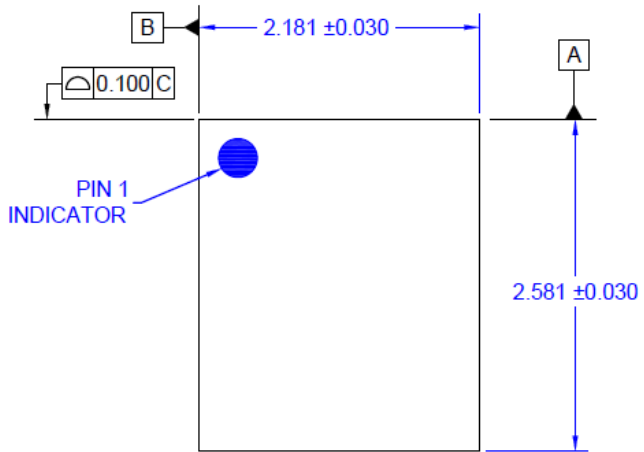 B
2.181 ±0.030
A
⌓ 0.100 C
PIN 1
INDICATOR
2.581 ±0.030